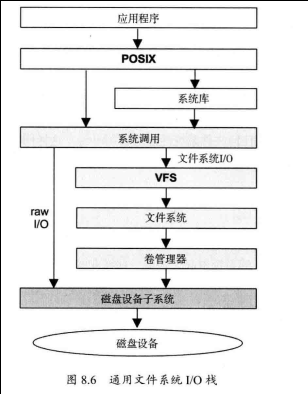 应用程序
POSIX
系统库
系统调用
文件系统I/O
VFS
raw
I/O
文件系统
卷管理器
磁盘设备子系统
磁盘设备
图 8.6 通用文件系统 I/O 栈